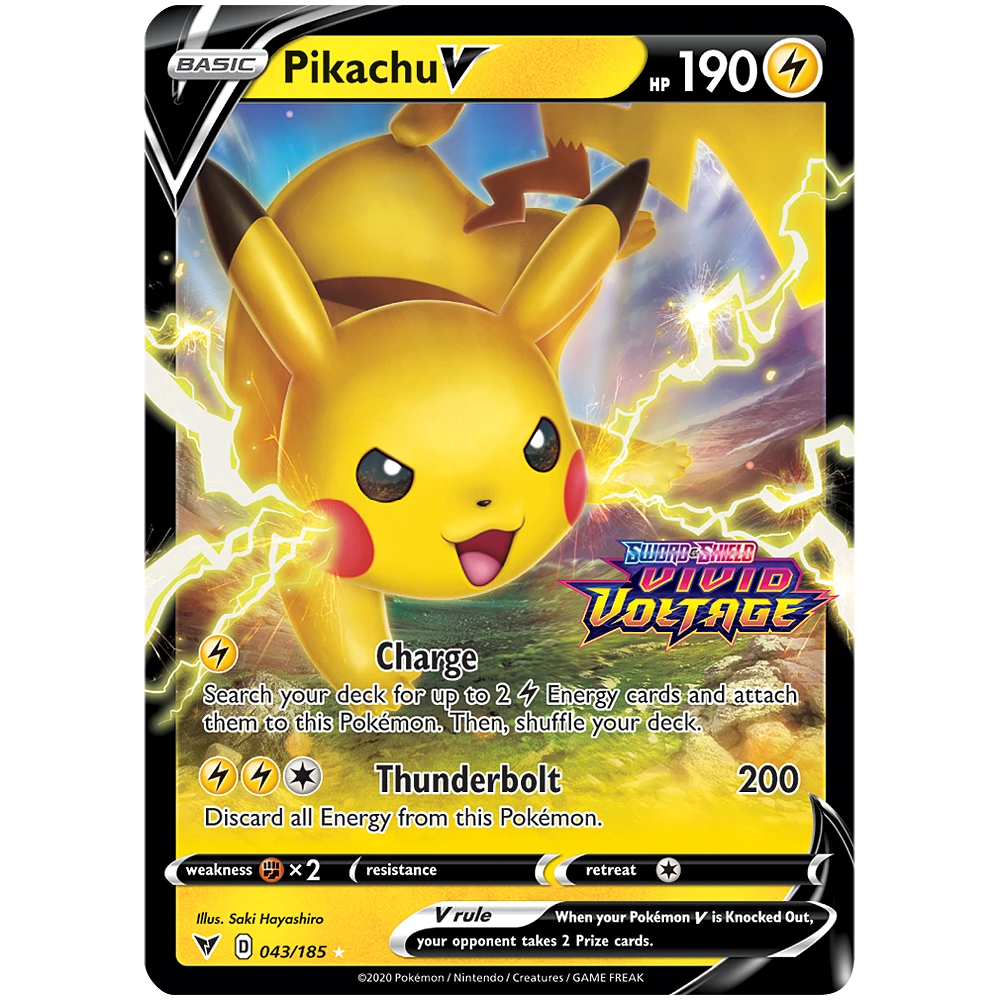 BASIC Pikachu V HP 190
SWORD & SHIELD
VIVID
VOLTAGE
Charge
Search your deck for up to 2 Energy cards and attach
them to this Pokémon. Then, shuffle your deck.
Thunderbolt 200
Discard all Energy from this Pokémon.
weakness ×2 resistance retreat
Illus. Saki Hayashiro
V rule When your Pokémon V is Knocked Out,
your opponent takes 2 Prize cards.
D 043/185
©2020 Pokémon / Nintendo / Creatures / GAME FREAK